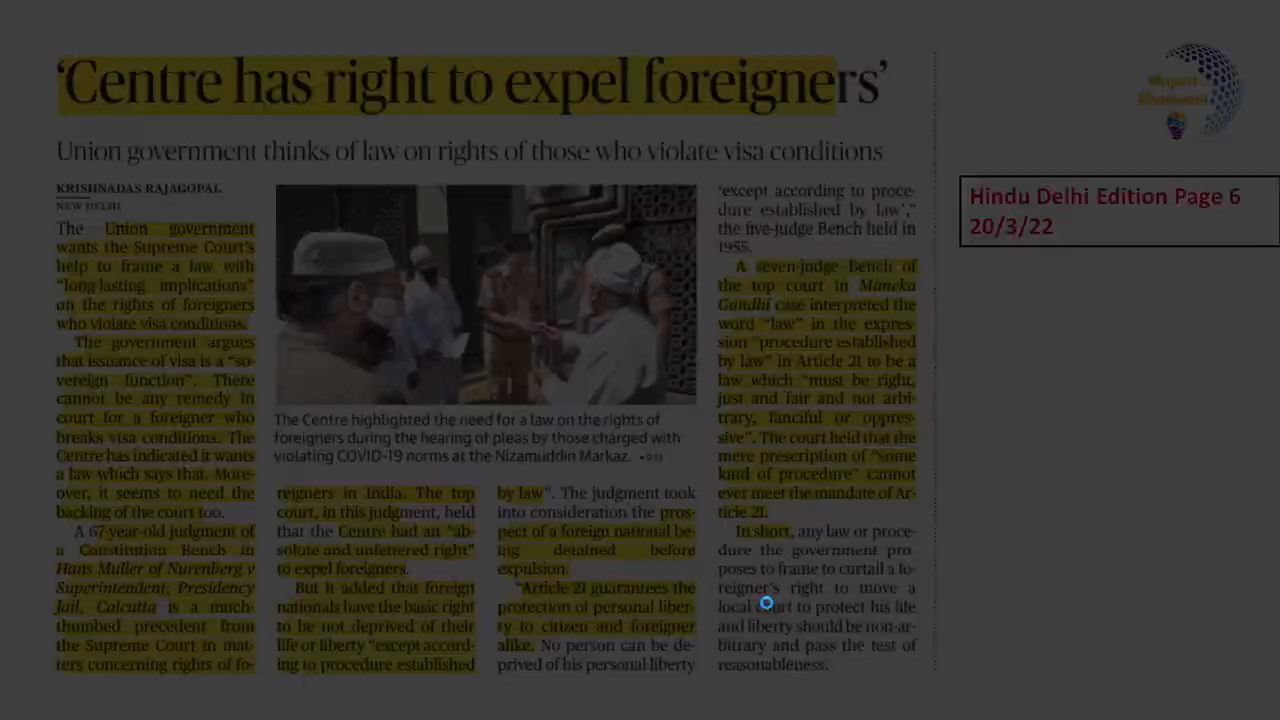 ‘Centre has right to expel foreigners’
Union government thinks of law on rights of those who violate visa conditions
KRISHNADAS RAJAGOPAL
NEW DELHI
The Union government
wants the Supreme Court’s
help to frame a law with
“long-lasting implications”
on the rights of foreigners
who violate visa conditions.
The government argues
that issuance of visa is a “so-
vereign function”. There
cannot be any remedy in
court for a foreigner who
breaks visa conditions. The
Centre has indicated it wants
a law which says that. More-
over, it seems to need the
backing of the court too.
A 67-year-old judgment of
a Constitution Bench in
Hans Muller of Nurenberg v
Superintendent, Presidency
Jail, Calcutta is a much-
thumbed precedent from
the Supreme Court in mat-
ters concerning rights of fo-
The Centre highlighted the need for a law on the rights of
foreigners during the hearing of pleas by those charged with
violating COVID-19 norms at the Nizamuddin Markaz. •PTI
reigners in India. The top
court, in this judgment, held
that the Centre had an “ab-
solute and unfettered right”
to expel foreigners.
But it added that foreign
nationals have the basic right
to be not deprived of their
life or liberty “except accord-
ing to procedure established
by law”. The judgment took
into consideration the pros-
pect of a foreign national be-
ing detained before
expulsion.
“Article 21 guarantees the
protection of personal liber-
ty to citizen and foreigner
alike. No person can be de-
prived of his personal liberty
‘except according to proce-
dure established by law’,”
the five-judge Bench held in
1955.
A seven-judge Bench of
the top court in Maneka
Gandhi case interpreted the
word “law” in the expres-
sion “procedure established
by law” in Article 21 to be a
law which “must be right,
just and fair and not arbi-
trary, fanciful or oppres-
sive”. The court held that the
mere prescription of “some
kind of procedure” cannot
ever meet the mandate of Ar-
ticle 21.
In short, any law or proce-
dure the government pro-
poses to frame to curtail a fo-
reigner’s right to move a
local court to protect his life
and liberty should be non-ar-
bitrary and pass the test of
reasonableness.
Hindu Delhi Edition Page 6
20/3/22